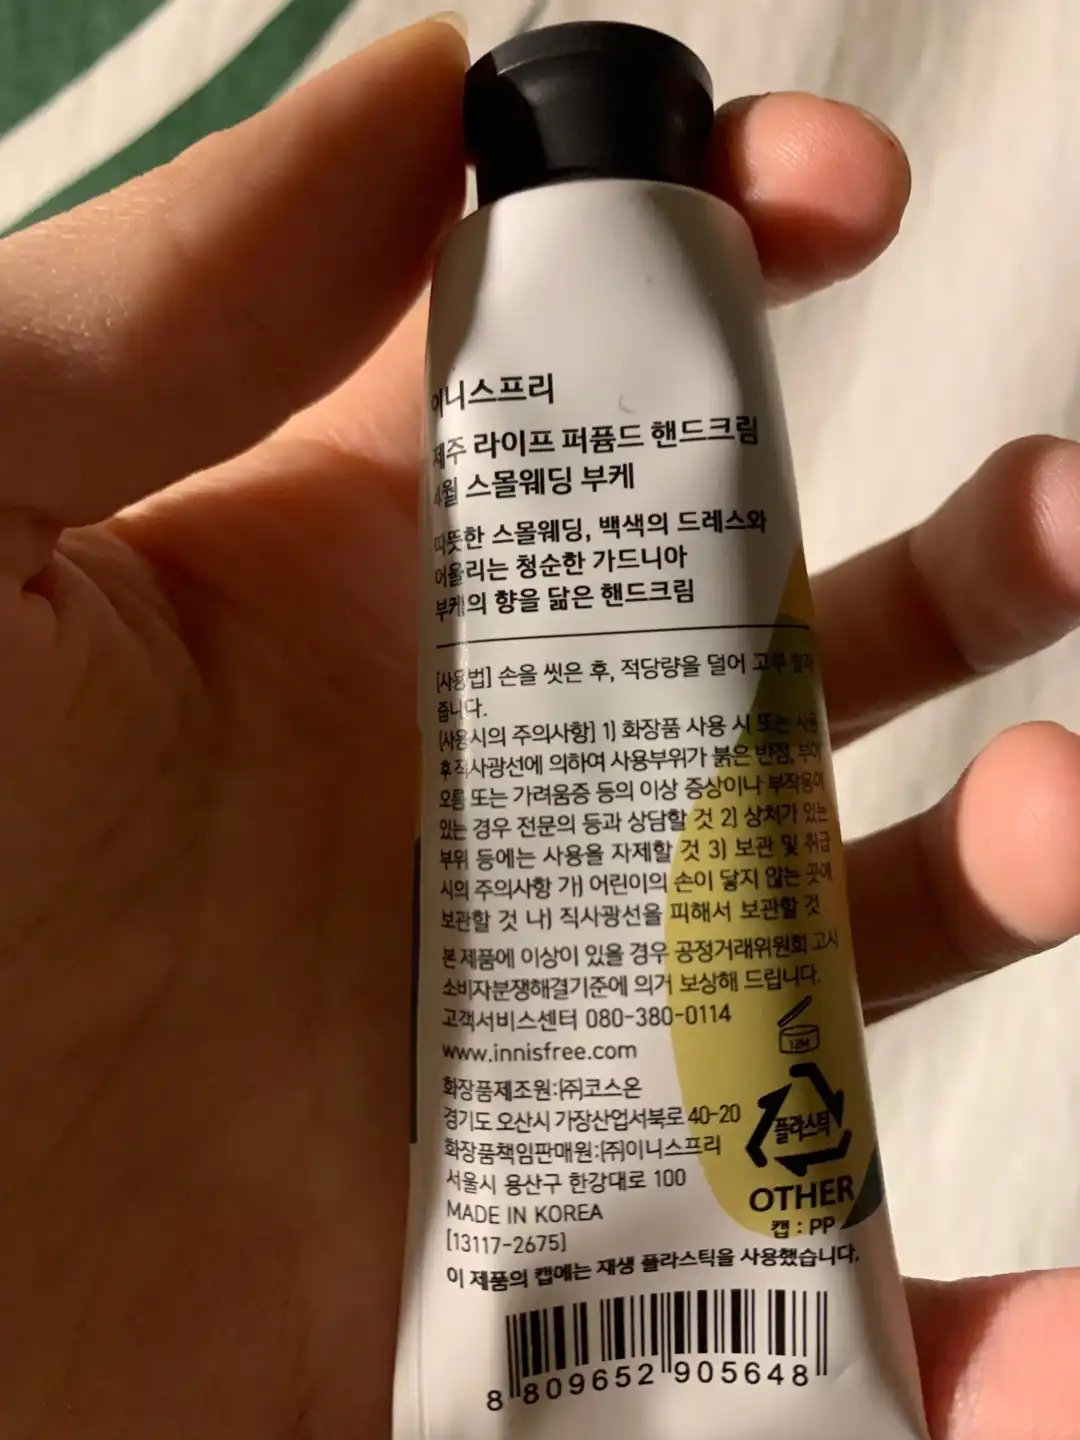 이니스프리
제주 라이프 퍼퓸드 핸드크림
4월 스몰웨딩 부케
따뜻한 스몰웨딩, 백색의 드레스와
어울리는 청순한 가드니아
부케의 향을 닮은 핸드크림
[사용법] 손을 씻은 후, 적당량을 덜어 고루 펴발라
줍니다.
[사용시의 주의사항] 1) 화장품 사용 시 또는 사용
후 직사광선에 의하여 사용부위가 붉은 반점, 부어
오름 또는 가려움증 등의 이상 증상이나 부작용이
있는 경우 전문의 등과 상담할 것 2) 상처가 있는
부위 등에는 사용을 자제할 것 3) 보관 및 취급
시의 주의사항 가) 어린이의 손이 닿지 않는 곳에
보관할 것 나) 직사광선을 피해서 보관할 것
본 제품에 이상이 있을 경우 공정거래위원회 고시
소비자분쟁해결기준에 의거 보상해 드립니다.
고객서비스센터 080-380-0114
www.innisfree.com
12M
화장품제조원:(주)코스온
경기도 오산시 가장산업서북로 40-20
플라스틱
화장품책임판매원:(주)이니스프리
서울시 용산구 한강대로 100
OTHER
MADE IN KOREA
캡 : PP
[13117-2675]
이 제품의 캡에는 재생 플라스틱을 사용했습니다.
8 809652 905648